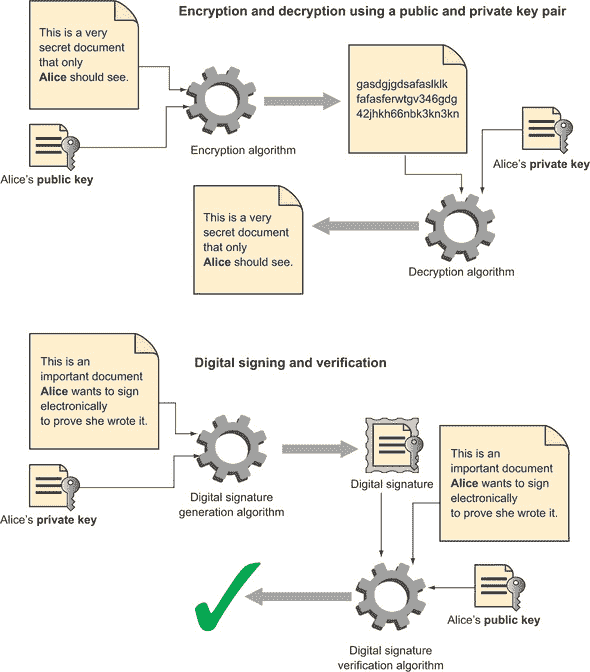 Encryption and decryption using a public and private key pair
This is a very
secret document
that only
Alice should see.
Encryption algorithm
Alice's public key
gasdgjgdsafaslklk
fafasferwtgv346gdg
42jhkh66nbk3kn3kn
Alice's private key
This is a very
secret document
that only
Alice should see.
Decryption algorithm
Digital signing and verification
This is an
important document
Alice wants to sign
electronically
to prove she wrote it.
Alice's private key
Digital signature
generation algorithm
Digital signature
This is an
important document
Alice wants to sign
electronically
to prove she wrote it.
Alice's public key
Digital signature
verification algorithm